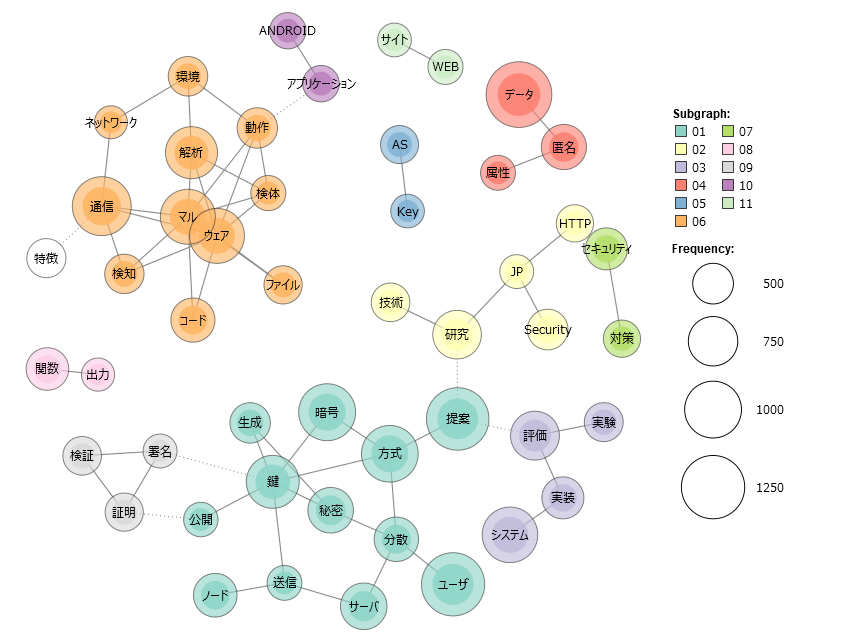 ANDROID
サイト
WEB
環境
アプリケーション
データ
ネットワーク
動作
解析
AS
匿名
属性
検体
通信
マル
ウェア
Key
HTTP
セキュリティ
特徴
検知
ファイル
JP
コード
技術
研究
Security
対策
関数
出力
生成
暗号
提案
実験
評価
検証
署名
方式
鍵
実装
証明
公開
秘密
システム
分散
ノード
送信
ユーザ
サーバ
Subgraph:
01 07
02 08
03 09
04 10
05 11
06
Frequency:
500
750
1000
1250